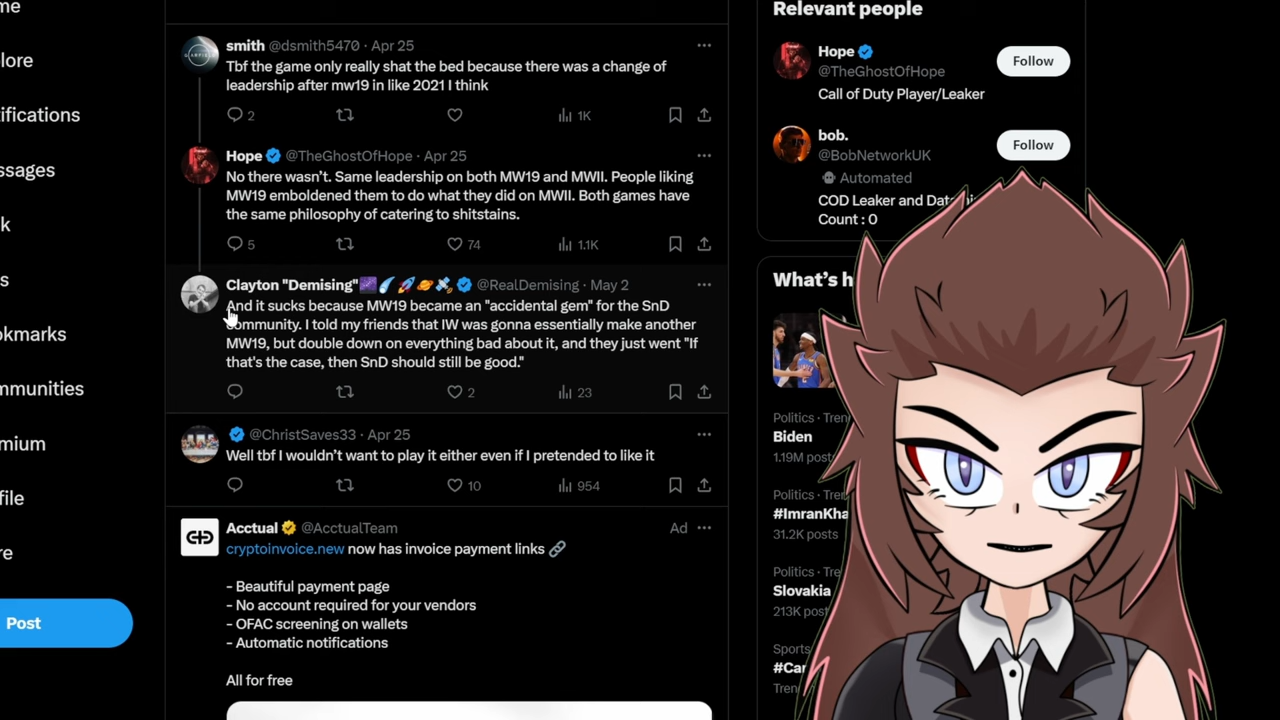 me
lore
tifications
ssages
k
s
okmarks
mmunities
emium
file
re
Post
smith @dsmith5470 · Apr 25
Tbf the game only really shat the bed because there was a change of
leadership after mw19 in like 2021 I think
2 1K
Hope @TheGhostOfHope · Apr 25
No there wasn't. Same leadership on both MW19 and MWII. People liking
MW19 emboldened them to do what they did on MWII. Both games have
the same philosophy of catering to shitstains.
5 74 1.1K
Clayton "Demising"🌌☄️🚀🪐🛰️ @RealDemising · May 2
And it sucks because MW19 became an "accidental gem" for the SnD
community. I told my friends that IW was gonna essentially make another
MW19, but double down on everything bad about it, and they just went "If
that's the case, then SnD should still be good."
2 23
@ChristSaves33 · Apr 25
Well tbf I wouldn't want to play it either even if I pretended to like it
10 954
Acctual @AcctualTeam Ad
cryptoinvoice.new now has invoice payment links 🔗
- Beautiful payment page
- No account required for your vendors
- OFAC screening on wallets
- Automatic notifications
All for free
Relevant people
Hope
@TheGhostOfHope
Follow
Call of Duty Player/Leaker
bob.
@BobNetworkUK
Follow
Automated
COD Leaker and
Count : 0
What's h
Politics · Tren
Biden
1.19M post
Politics · Tre
#ImranKha
31.2K posts
Politics · Tre
Slovakia
213K post
Sports
#Car
Tren